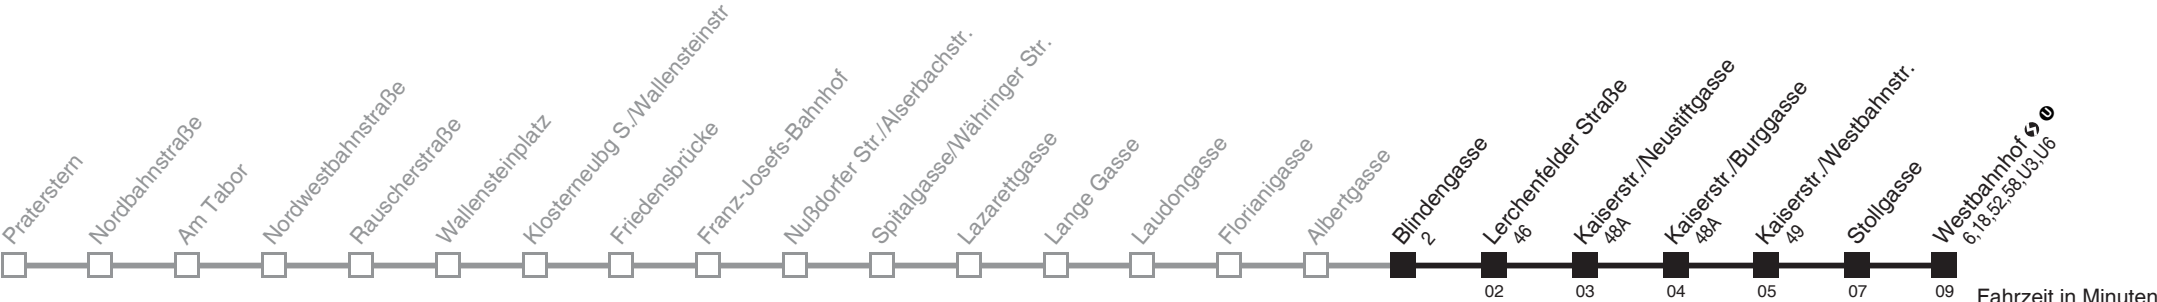 Praterstern
Nordbahnstraße
Am Tabor
Nordwestbahnstraße
Rauscherstraße
Wallensteinplatz
Klosterneubg S./Wallensteinstr
Friedensbrücke
Franz-Josefs-Bahnhof
Nußdorfer Str./Alserbachstr.
Spitalgasse/Währinger Str.
Lazarettgasse
Lange Gasse
Laudongasse
Florianigasse
Albertgasse
Blindengasse
2
Lerchenfelder Straße
46
Kaiserstr./Neustiftgasse
48A
Kaiserstr./Burggasse
48A
Kaiserstr./Westbahnstr.
49
Stollgasse
Westbahnhof S U
6,18,52,58,U3,U6
02 03 04 05 07 09 Fahrzeit in Minuten